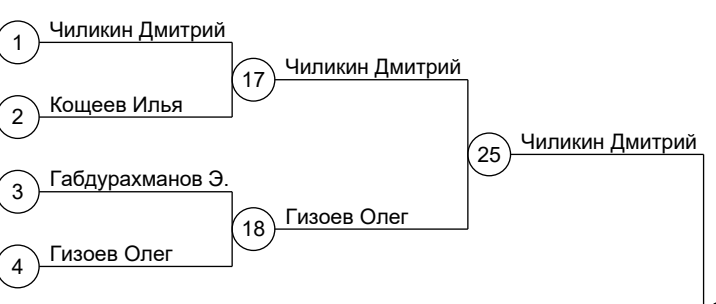 Чиликин Дмитрий
1
17
Чиликин Дмитрий
Кощеев Илья
2
25
Чиликин Дмитрий
Габдурахманов Э.
3
18
Гизоев Олег
Гизоев Олег
4